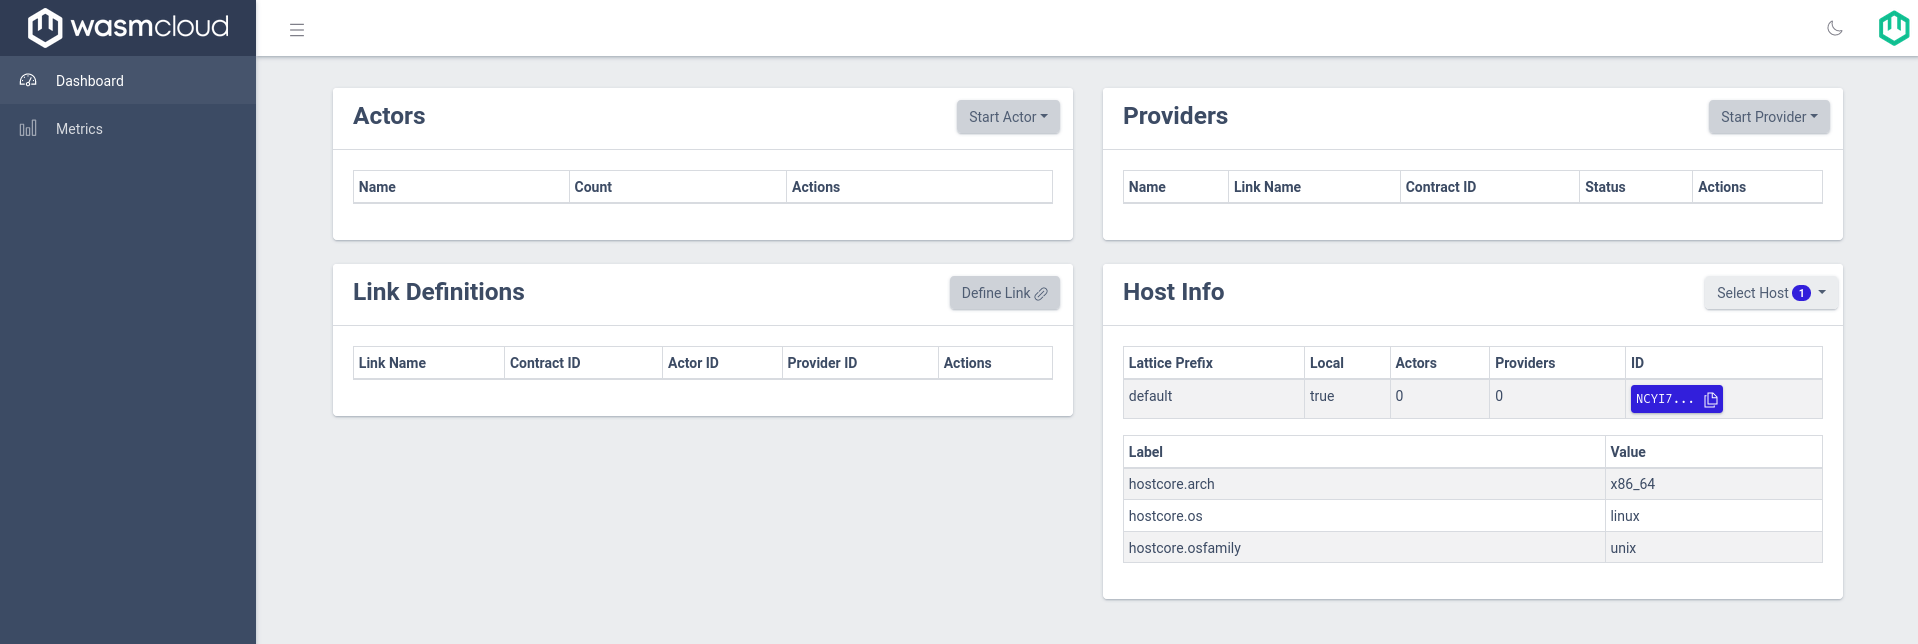 wasmcloud
Dashboard
Metrics
Actors
Start Actor
Name Count Actions
Providers
Start Provider
Name Link Name Contract ID Status Actions
Link Definitions
Define Link
Link Name Contract ID Actor ID Provider ID Actions
Host Info
Select Host 1
Lattice Prefix Local Actors Providers ID
default true 0 0 NCYI7...
Label Value
hostcore.arch x86_64
hostcore.os linux
hostcore.osfamily unix